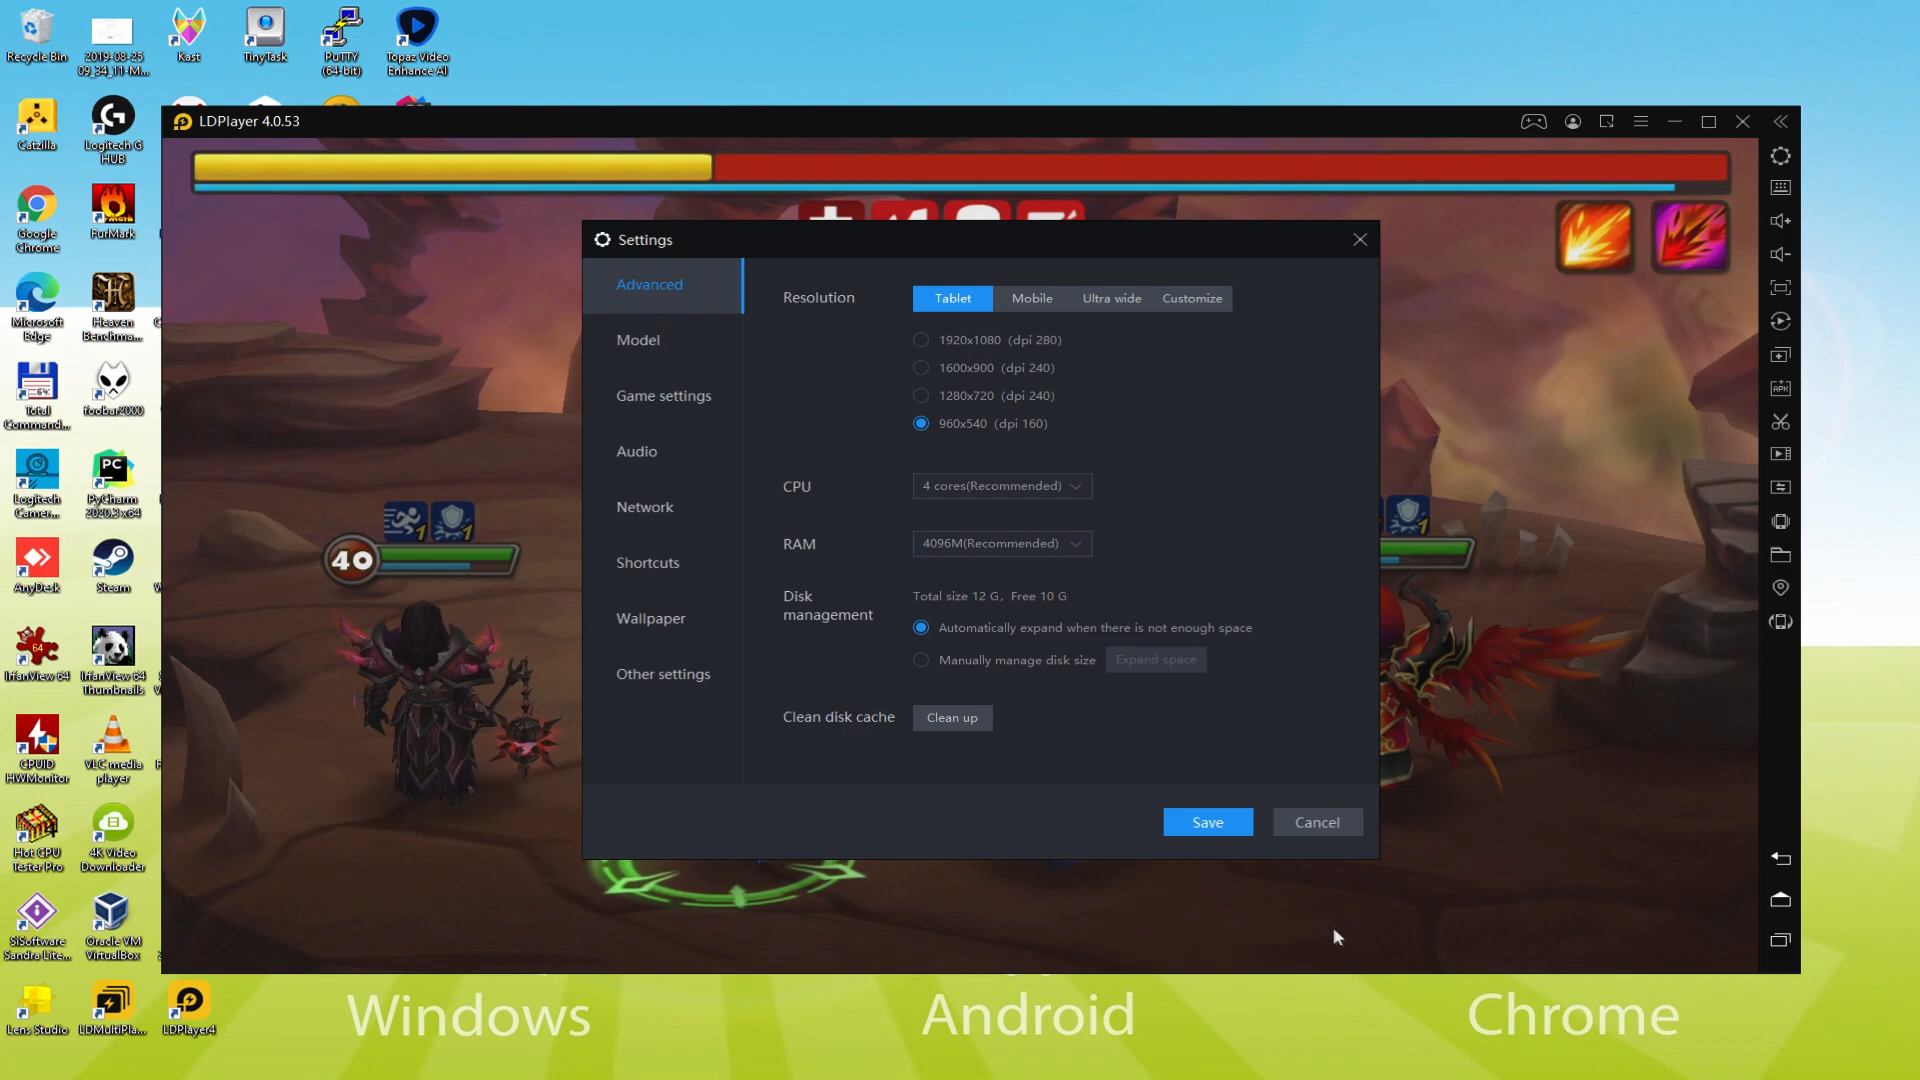 Recycle Bin
2019-08-25
09_34_11-M...
Kast
TinyTask
PuTTY
(64-bit)
Topaz Video
Enhance AI
Catzilla
Logitech G
HUB
Google
Chrome
FurMark
Microsoft
Edge
Heaven
Benchma...
Total
Command...
foobar2000
Logitech
Camer...
PC
PyCharm
2020.3 x64
AnyDesk
Steam
IrfanView 64
IrfanView 64
Thumbnails
CPUID
HWMonitor
VLC media
player
Hot CPU
Tester Pro
4K Video
Downloader
SiSoftware
Sandra Lite...
Oracle VM
VirtualBox
Lens Studio
LDMultiPla...
LDPlayer4
LDPlayer 4.0.53
40
Settings
Advanced
Model
Game settings
Audio
Network
Shortcuts
Wallpaper
Other settings
Resolution
Tablet
Mobile
Ultra wide
Customize
1920x1080 (dpi 280)
1600x900 (dpi 240)
1280x720 (dpi 240)
960x540 (dpi 160)
CPU
4 cores(Recommended)
RAM
4096M(Recommended)
Disk
management
Total size 12 G, Free 10 G
Automatically expand when there is not enough space
Manually manage disk size
Expand space
Clean disk cache
Clean up
Save
Cancel
Windows
Android
Chrome